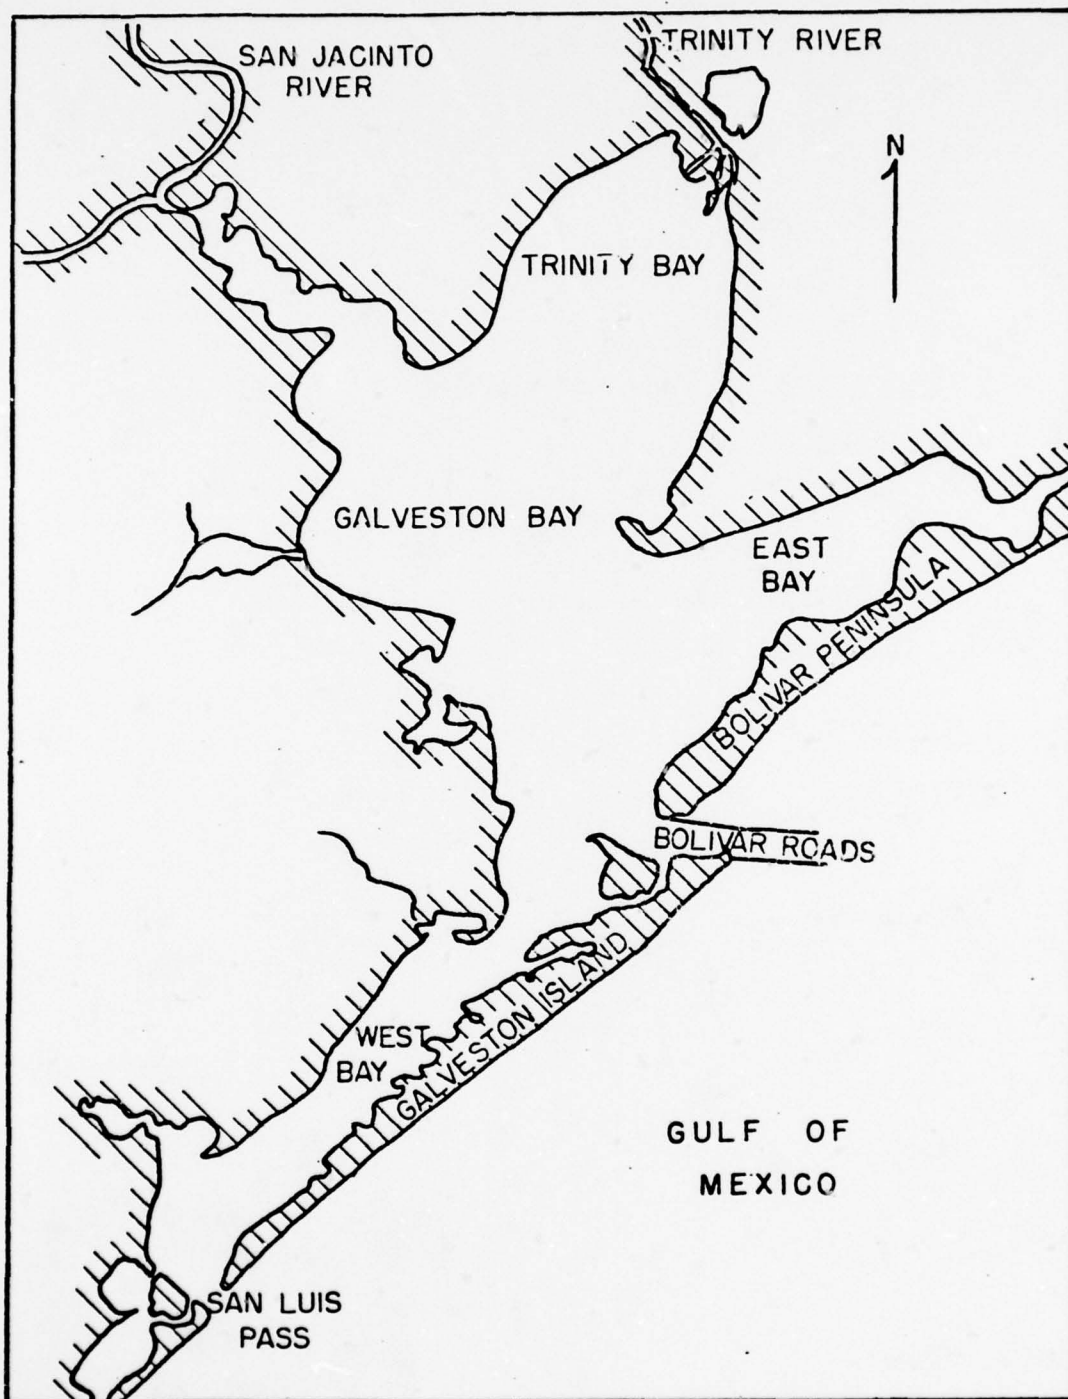 SAN JACINTO
RIVER
TRINITY RIVER
N
TRINITY BAY
GALVESTON BAY
EAST
BAY
BOLIVAR PENINSULA
BOLIVAR ROADS
GALVESTON ISLAND
WEST
BAY
GULF OF
MEXICO
SAN LUIS
PASS